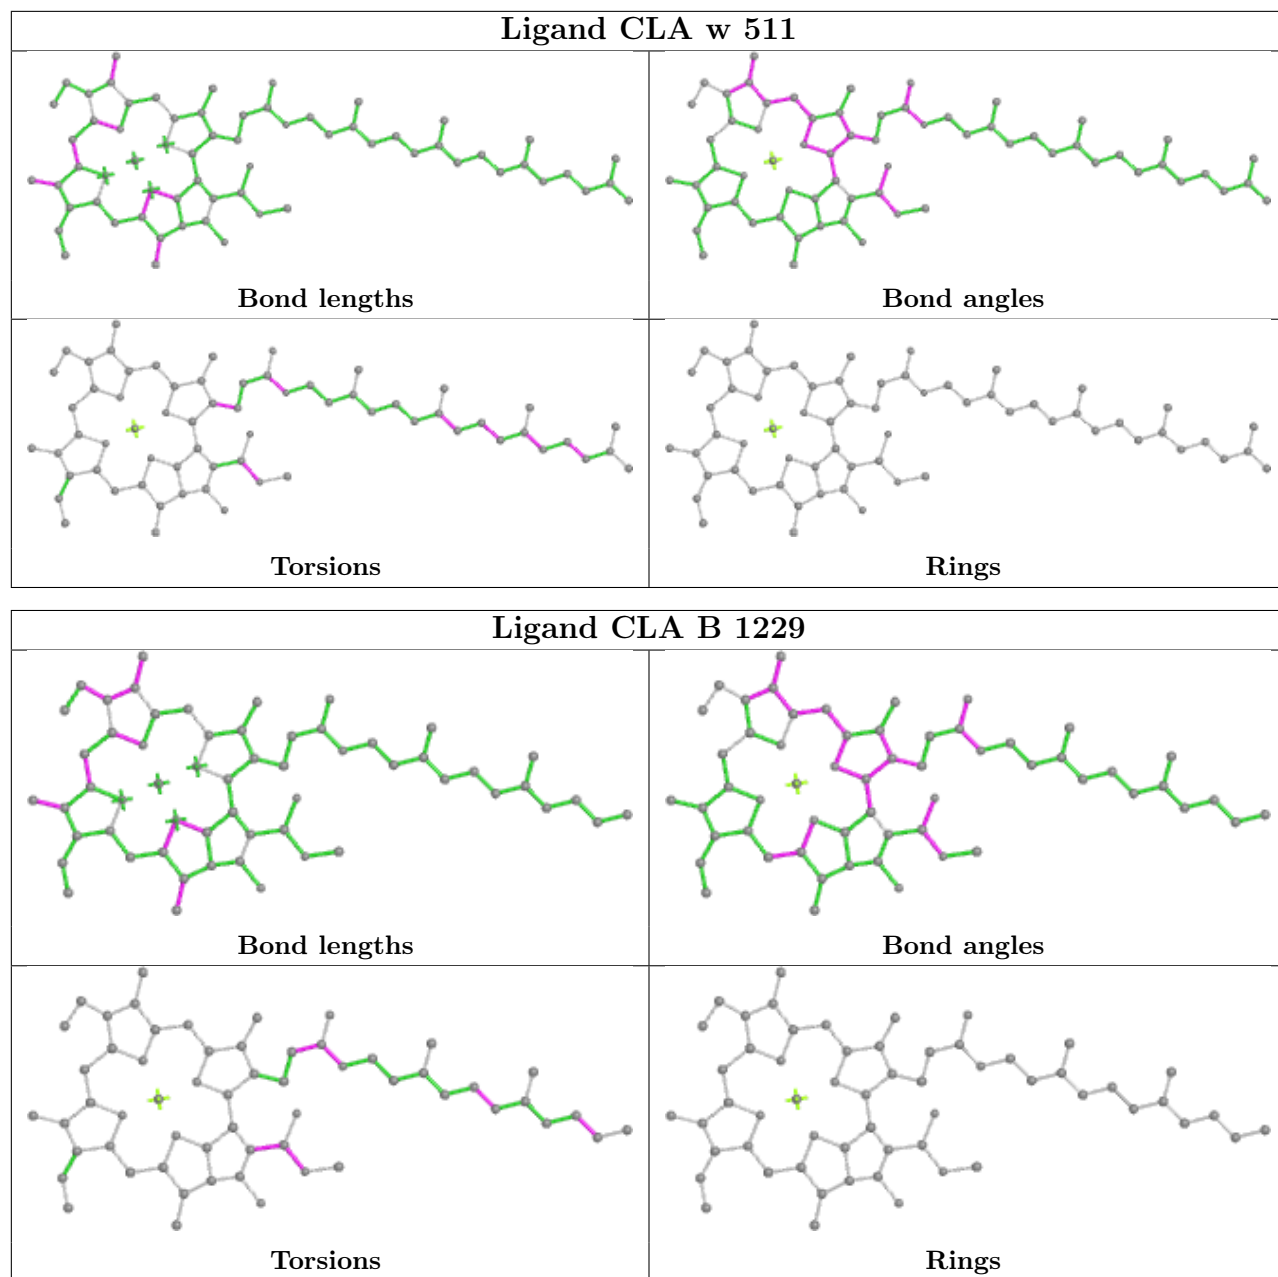 Ligand CLA w 511
Bond lengths
Bond angles
Torsions
Rings
Ligand CLA B 1229
Bond lengths
Bond angles
Torsions
Rings